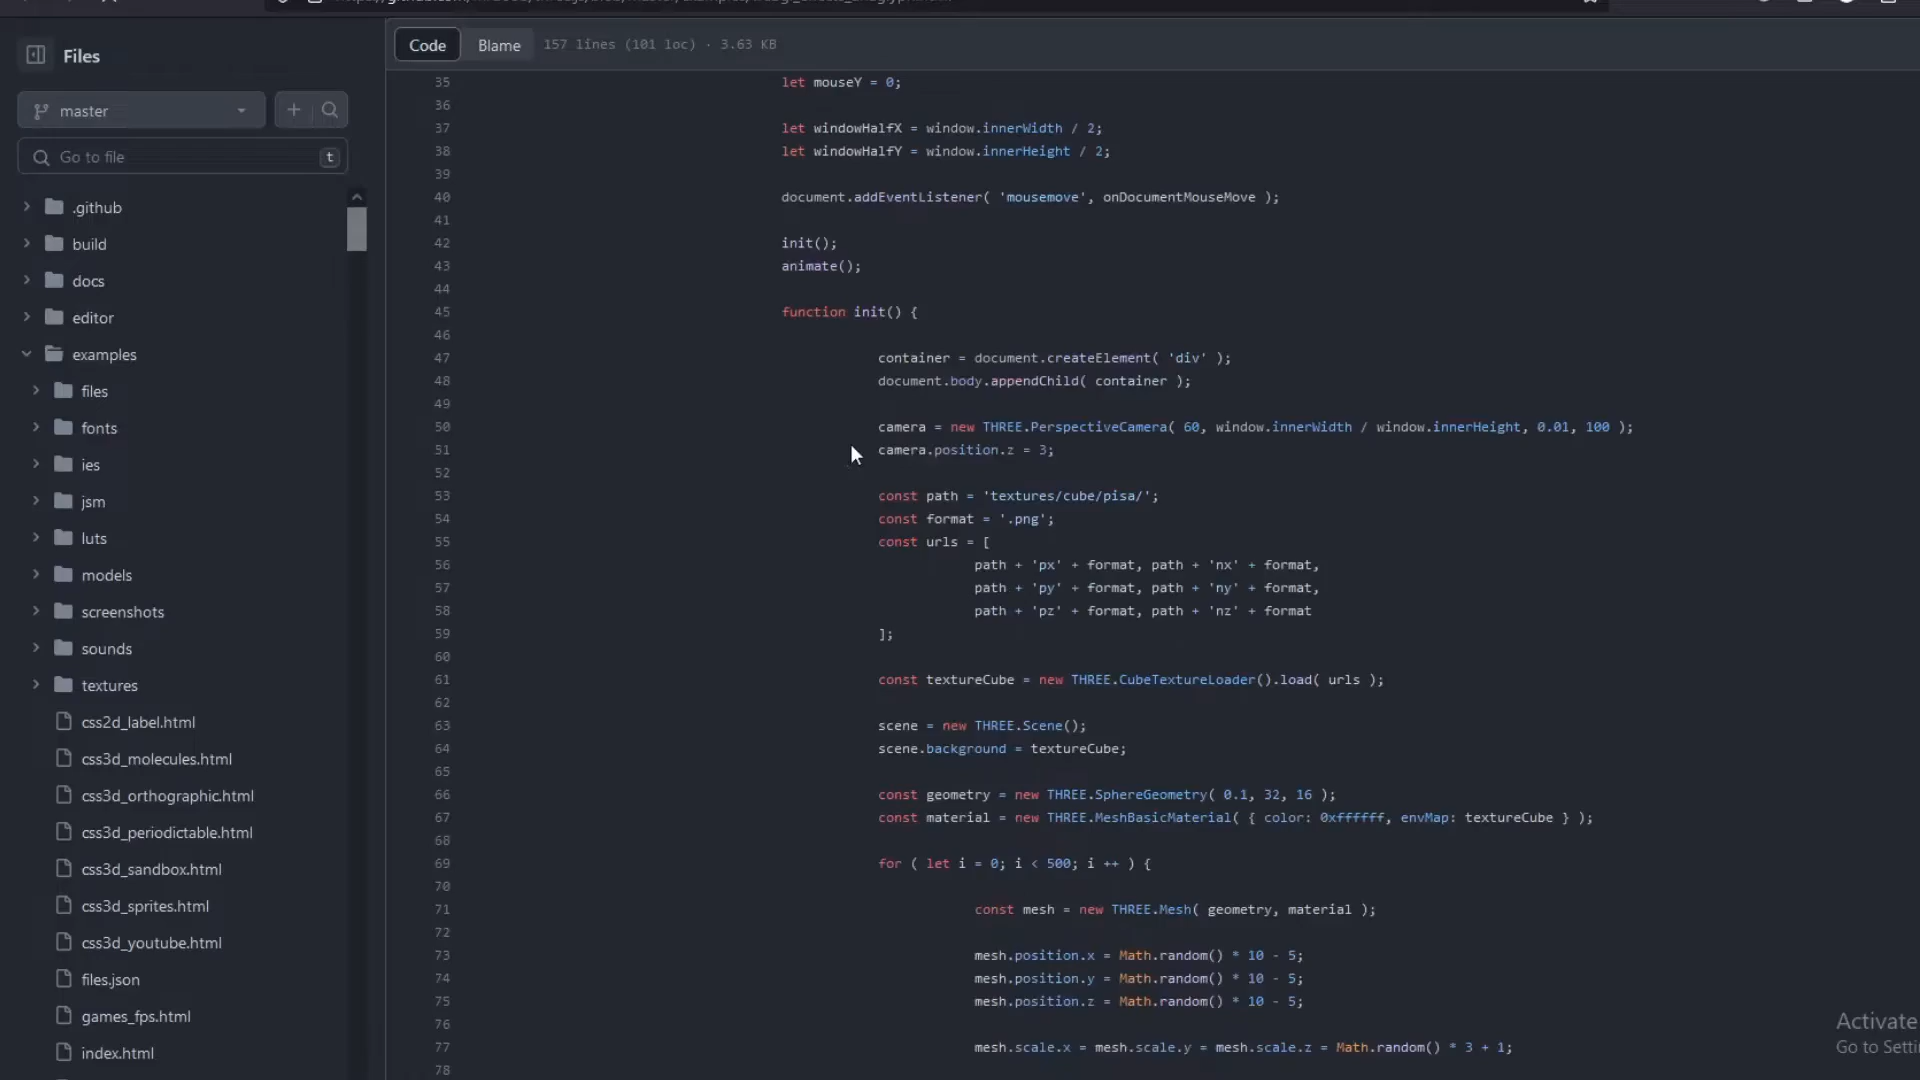 Files
master
Go to file
t
.github
build
docs
editor
examples
files
fonts
ies
jsm
luts
models
screenshots
sounds
textures
css2d_label.html
css3d_molecules.html
css3d_orthographic.html
css3d_periodictable.html
css3d_sandbox.html
css3d_sprites.html
css3d_youtube.html
files.json
games_fps.html
index.html
Code Blame 157 lines (101 loc) · 3.63 KB
35 let mouseY = 0;
36
37 let windowHalfX = window.innerWidth / 2;
38 let windowHalfY = window.innerHeight / 2;
39
40 document.addEventListener( 'mousemove', onDocumentMouseMove );
41
42 init();
43 animate();
44
45 function init() {
46
47 container = document.createElement( 'div' );
48 document.body.appendChild( container );
49
50 camera = new THREE.PerspectiveCamera( 60, window.innerWidth / window.innerHeight, 0.01, 100 );
51 camera.position.z = 3;
52
53 const path = 'textures/cube/pisa/';
54 const format = '.png';
55 const urls = [
56 path + 'px' + format, path + 'nx' + format,
57 path + 'py' + format, path + 'ny' + format,
58 path + 'pz' + format, path + 'nz' + format
59 ];
60
61 const textureCube = new THREE.CubeTextureLoader().load( urls );
62
63 scene = new THREE.Scene();
64 scene.background = textureCube;
65
66 const geometry = new THREE.SphereGeometry( 0.1, 32, 16 );
67 const material = new THREE.MeshBasicMaterial( { color: 0xffffff, envMap: textureCube } );
68
69 for ( let i = 0; i < 500; i ++ ) {
70
71 const mesh = new THREE.Mesh( geometry, material );
72
73 mesh.position.x = Math.random() * 10 - 5;
74 mesh.position.y = Math.random() * 10 - 5;
75 mesh.position.z = Math.random() * 10 - 5;
76
77 mesh.scale.x = mesh.scale.y = mesh.scale.z = Math.random() * 3 + 1;
78
Activate
Go to Setti